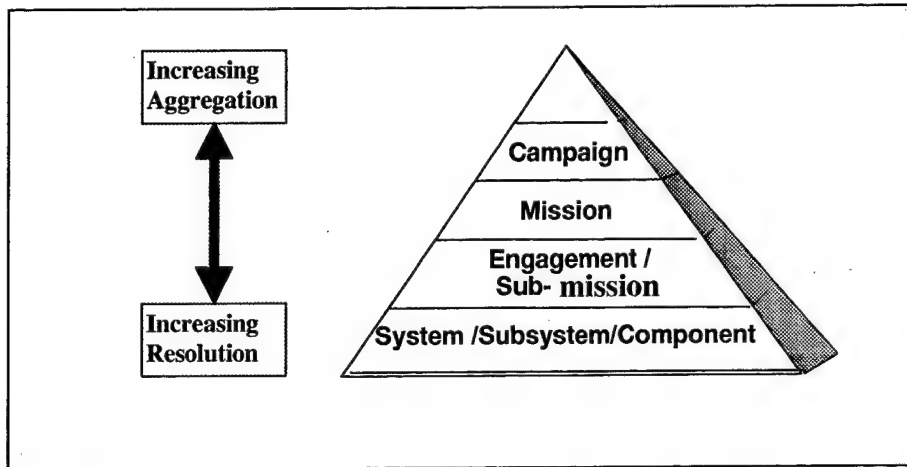 Increasing
Aggregation
Increasing
Resolution
Campaign
Mission
Engagement /
Sub- mission
System /Subsystem/Component